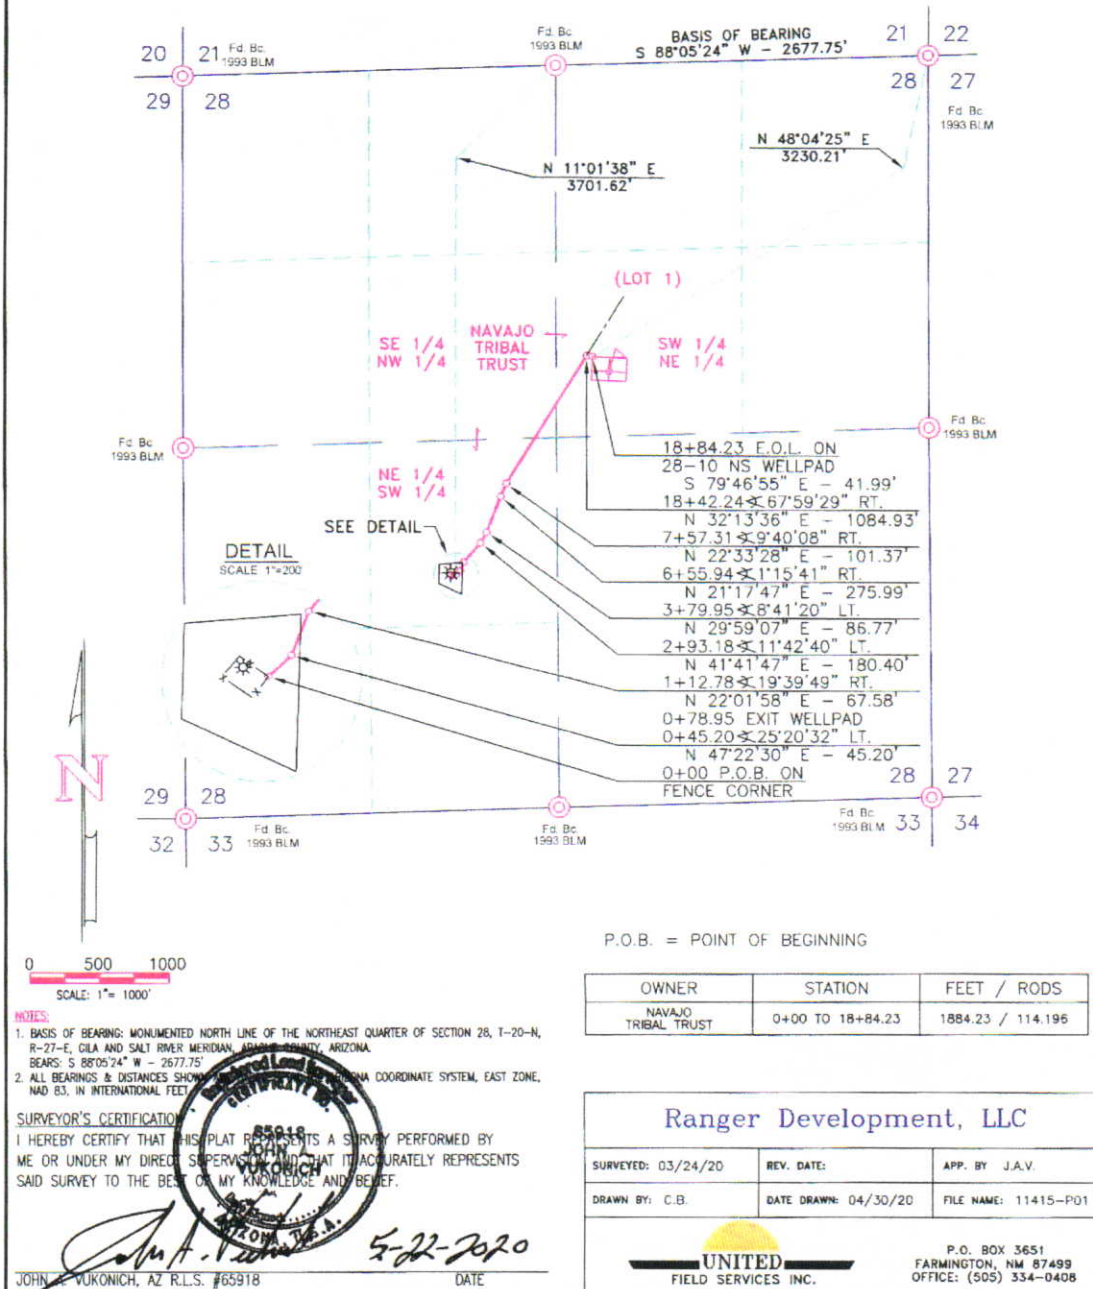 20 21 Fd. Bc.
1993 BLM
Fd. Bc.
1993 BLM
BASIS OF BEARING
S 88°05'24" W - 2677.75'
21 22
29 28
28 27
Fd. Bc.
1993 BLM
N 48°04'25" E
3230.21'
N 11°01'38" E
3701.62'
(LOT 1)
SE 1/4
NW 1/4
NAVAJO
TRIBAL
TRUST
SW 1/4
NE 1/4
Fd. Bc.
1993 BLM
Fd. Bc.
1993 BLM
NE 1/4
SW 1/4
SEE DETAIL
18+84.23 E.O.L. ON
28-10 NS WELLPAD
S 79°46'55" E - 41.99'
18+42.24 ∢ 67°59'29" RT.
N 32°13'36" E - 1084.93'
7+57.31 ∢ 9°40'08" RT.
N 22°33'28" E - 101.37'
6+55.94 ∢ 1°15'41" RT.
N 21°17'47" E - 275.99'
3+79.95 ∢ 8°41'20" LT.
N 29°59'07" E - 86.77'
2+93.18 ∢ 11°42'40" LT.
N 41°41'47" E - 180.40'
1+12.78 ∢ 19°39'49" RT.
N 22°01'58" E - 67.58'
0+78.95 EXIT WELLPAD
0+45.20 ∢ 25°20'32" LT.
N 47°22'30" E - 45.20'
0+00 P.O.B. ON
FENCE CORNER
DETAIL
SCALE 1"=200'
N
29 28
28 27
32 33 Fd. Bc.
1993 BLM
Fd. Bc.
1993 BLM
Fd. Bc.
1993 BLM 33 34
P.O.B. = POINT OF BEGINNING
0 500 1000
SCALE: 1"= 1000'
OWNER STATION FEET / RODS
NAVAJO
TRIBAL TRUST 0+00 TO 18+84.23 1884.23 / 114.196
NOTES:
1. BASIS OF BEARING: MONUMENTED NORTH LINE OF THE NORTHEAST QUARTER OF SECTION 28, T-20-N,
R-27-E, GILA AND SALT RIVER MERIDIAN, APACHE COUNTY, ARIZONA.
BEARS: S 88°05'24" W - 2677.75'
2. ALL BEARINGS & DISTANCES SHOWN ARIZONA COORDINATE SYSTEM, EAST ZONE,
NAD 83, IN INTERNATIONAL FEET
SURVEYOR'S CERTIFICATION
I HEREBY CERTIFY THAT THIS PLAT REPRESENTS A SURVEY PERFORMED BY
ME OR UNDER MY DIRECT SUPERVISION AND THAT IT ACCURATELY REPRESENTS
SAID SURVEY TO THE BEST OF MY KNOWLEDGE AND BELIEF.
Registered Land Surveyor
CERTIFICATE NO.
65918
JOHN A.
VUKONICH
ARIZONA, U.S.A.
5-22-2020
JOHN A. VUKONICH, AZ R.L.S. #65918 DATE
Ranger Development, LLC
SURVEYED: 03/24/20 REV. DATE: APP. BY J.A.V.
DRAWN BY: C.B. DATE DRAWN: 04/30/20 FILE NAME: 11415-P01
UNITED
FIELD SERVICES INC.
P.O. BOX 3651
FARMINGTON, NM 87499
OFFICE: (505) 334-0408